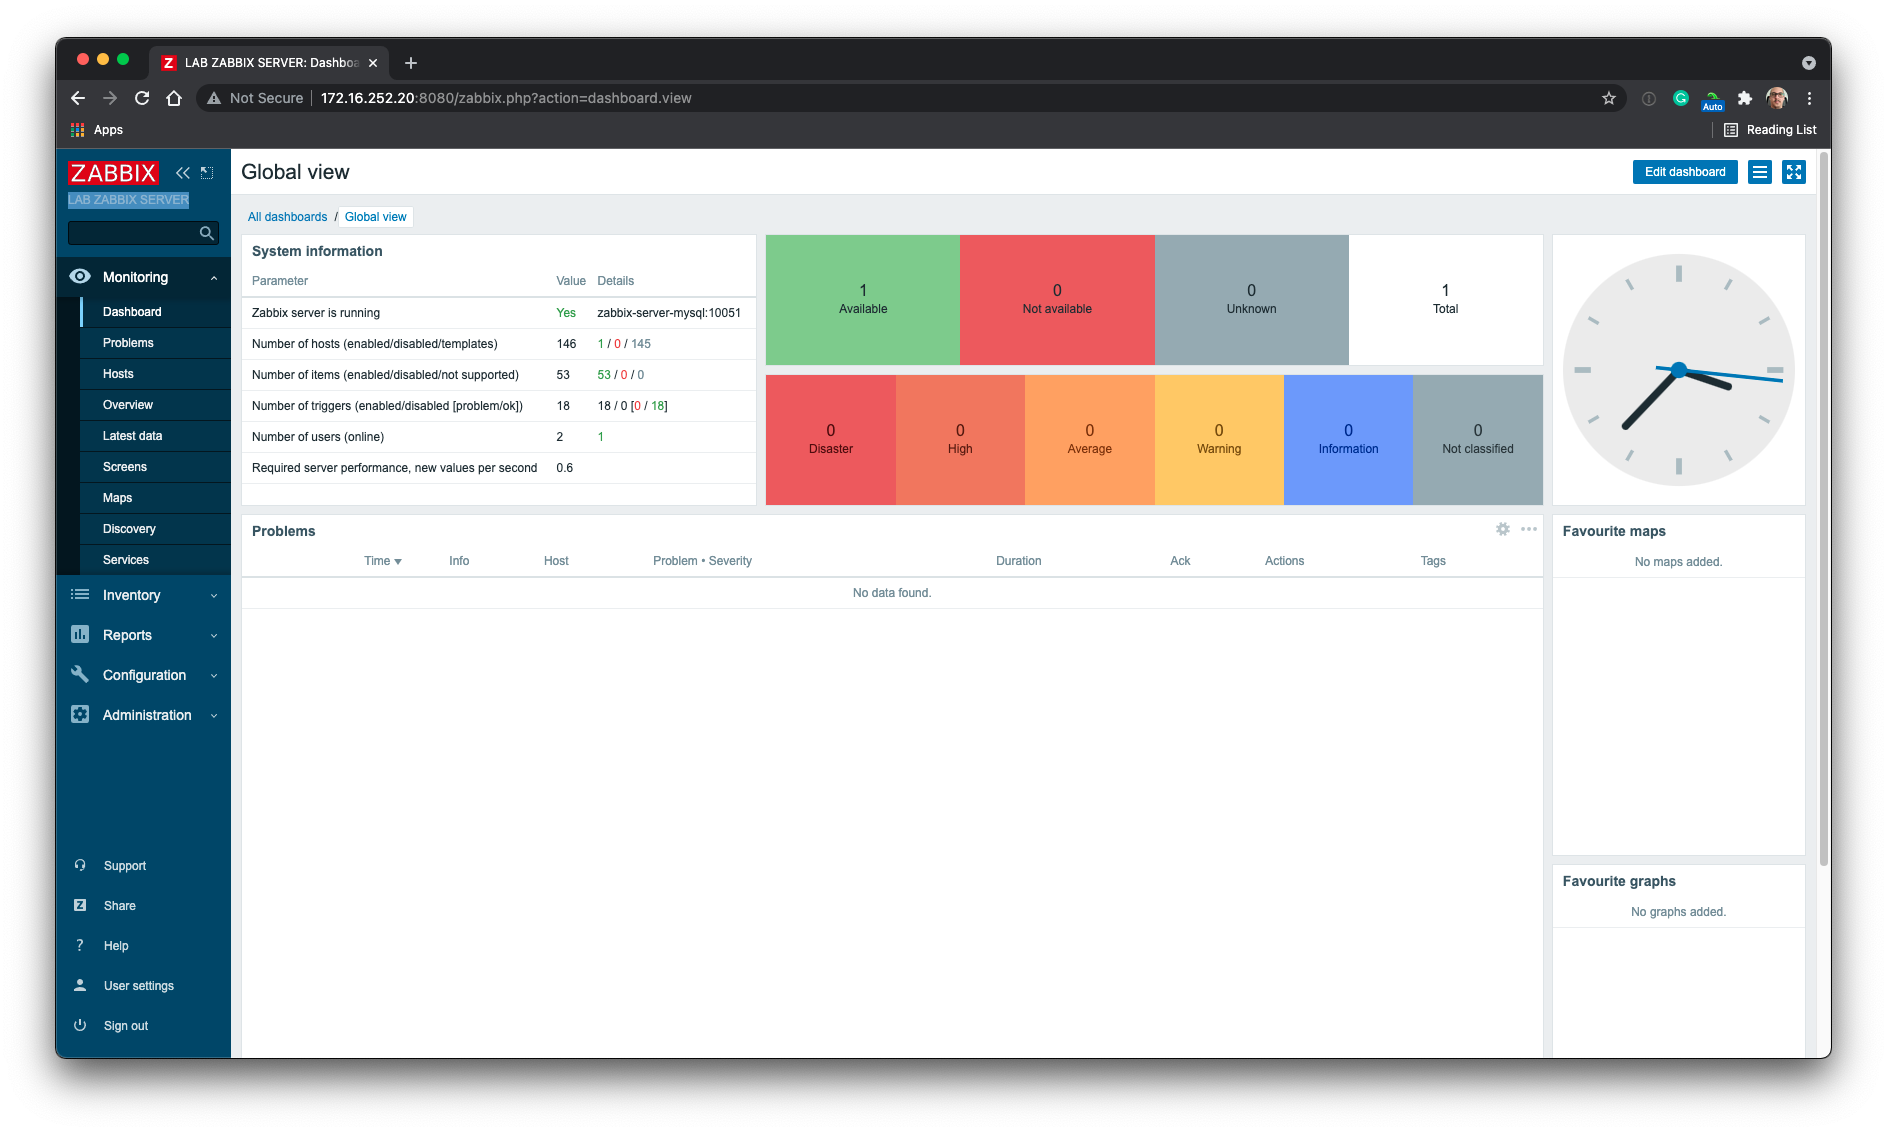 LAB ZABBIX SERVER: Dashboa
Not Secure
172.16.252.20:8080/zabbix.php?action=dashboard.view
Auto
Apps
Reading List
ZABBIX
LAB ZABBIX SERVER
Monitoring
Dashboard
Problems
Hosts
Overview
Latest data
Screens
Maps
Discovery
Services
Inventory
Reports
Configuration
Administration
Support
Share
Help
User settings
Sign out
Global view
Edit dashboard
All dashboards / Global view
System information
Parameter Value Details
Zabbix server is running Yes zabbix-server-mysql:10051
Number of hosts (enabled/disabled/templates) 146 1 / 0 / 145
Number of items (enabled/disabled/not supported) 53 53 / 0 / 0
Number of triggers (enabled/disabled [problem/ok]) 18 18 / 0 [0 / 18]
Number of users (online) 2 1
Required server performance, new values per second 0.6
1
Available
0
Not available
0
Unknown
1
Total
0
Disaster
0
High
0
Average
0
Warning
0
Information
0
Not classified
Problems
Time Info Host Problem • Severity Duration Ack Actions Tags
No data found.
Favourite maps
No maps added.
Favourite graphs
No graphs added.